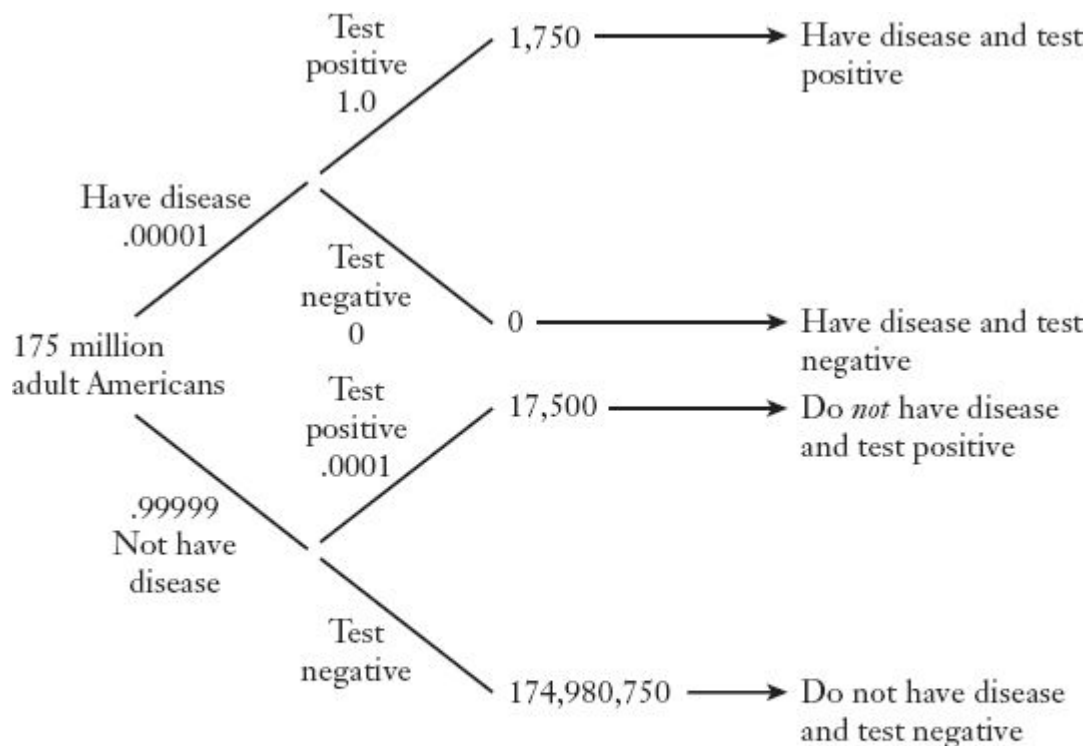 Test
positive
1.0
1,750
Have disease and test
positive
Have disease
.00001
Test
negative
0
0
Have disease and test
negative
175 million
adult Americans
Test
positive
.0001
17,500
Do not have disease
and test positive
.99999
Not have
disease
Test
negative
174,980,750
Do not have disease
and test negative